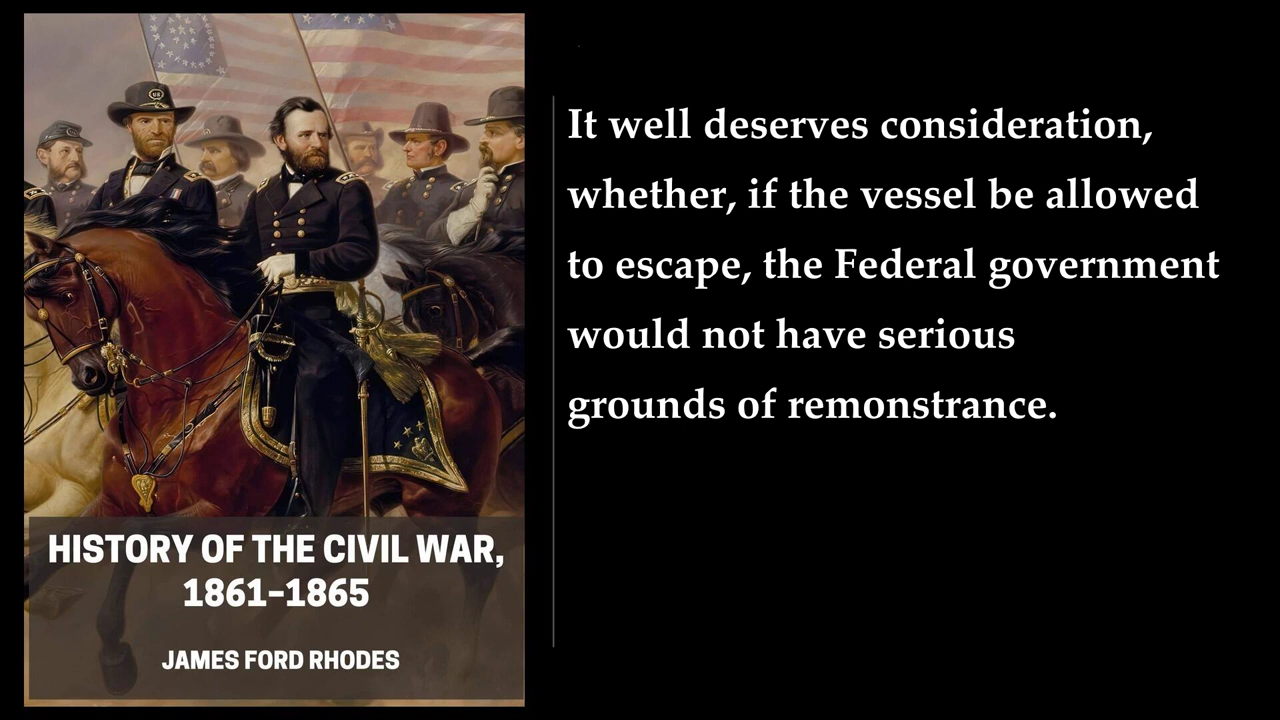 It well deserves consideration,
whether, if the vessel be allowed
to escape, the Federal government
would not have serious
grounds of remonstrance.
HISTORY OF THE CIVIL WAR,
1861–1865
JAMES FORD RHODES